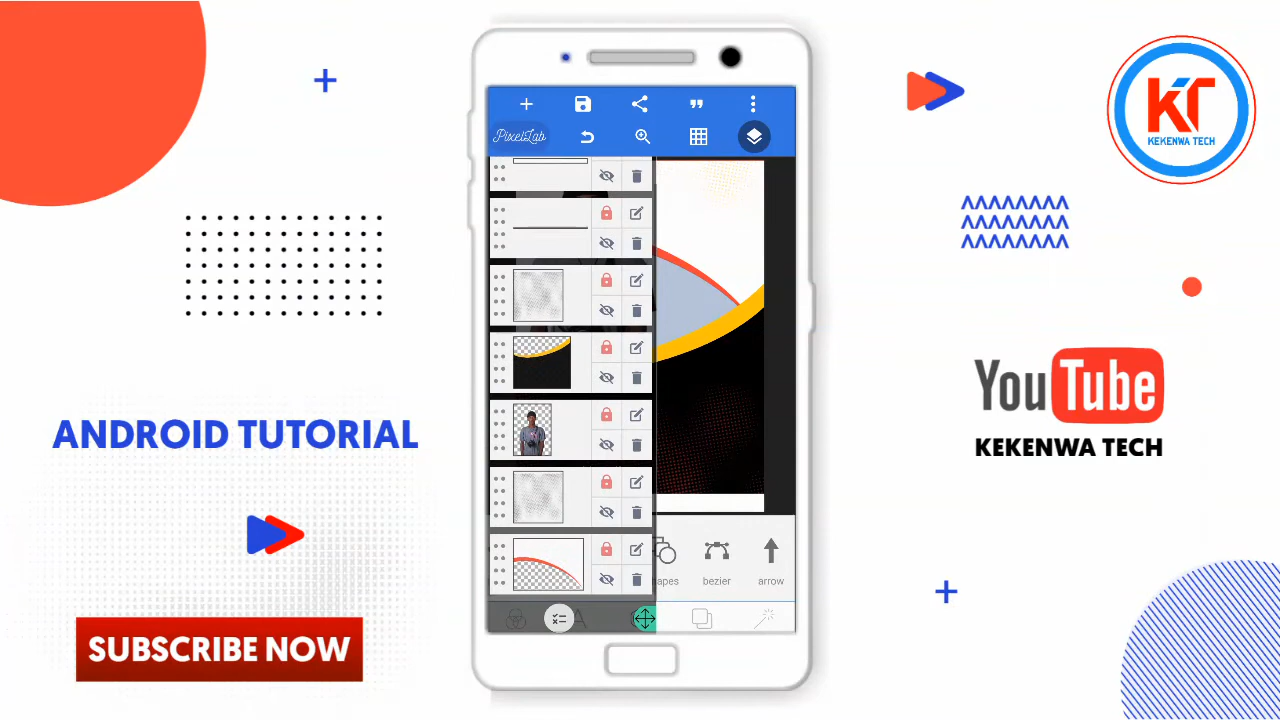 PixelLab
KT
KEKENWA TECH
ANDROID TUTORIAL
SUBSCRIBE NOW
apes
bezier
arrow
YouTube
KEKENWA TECH